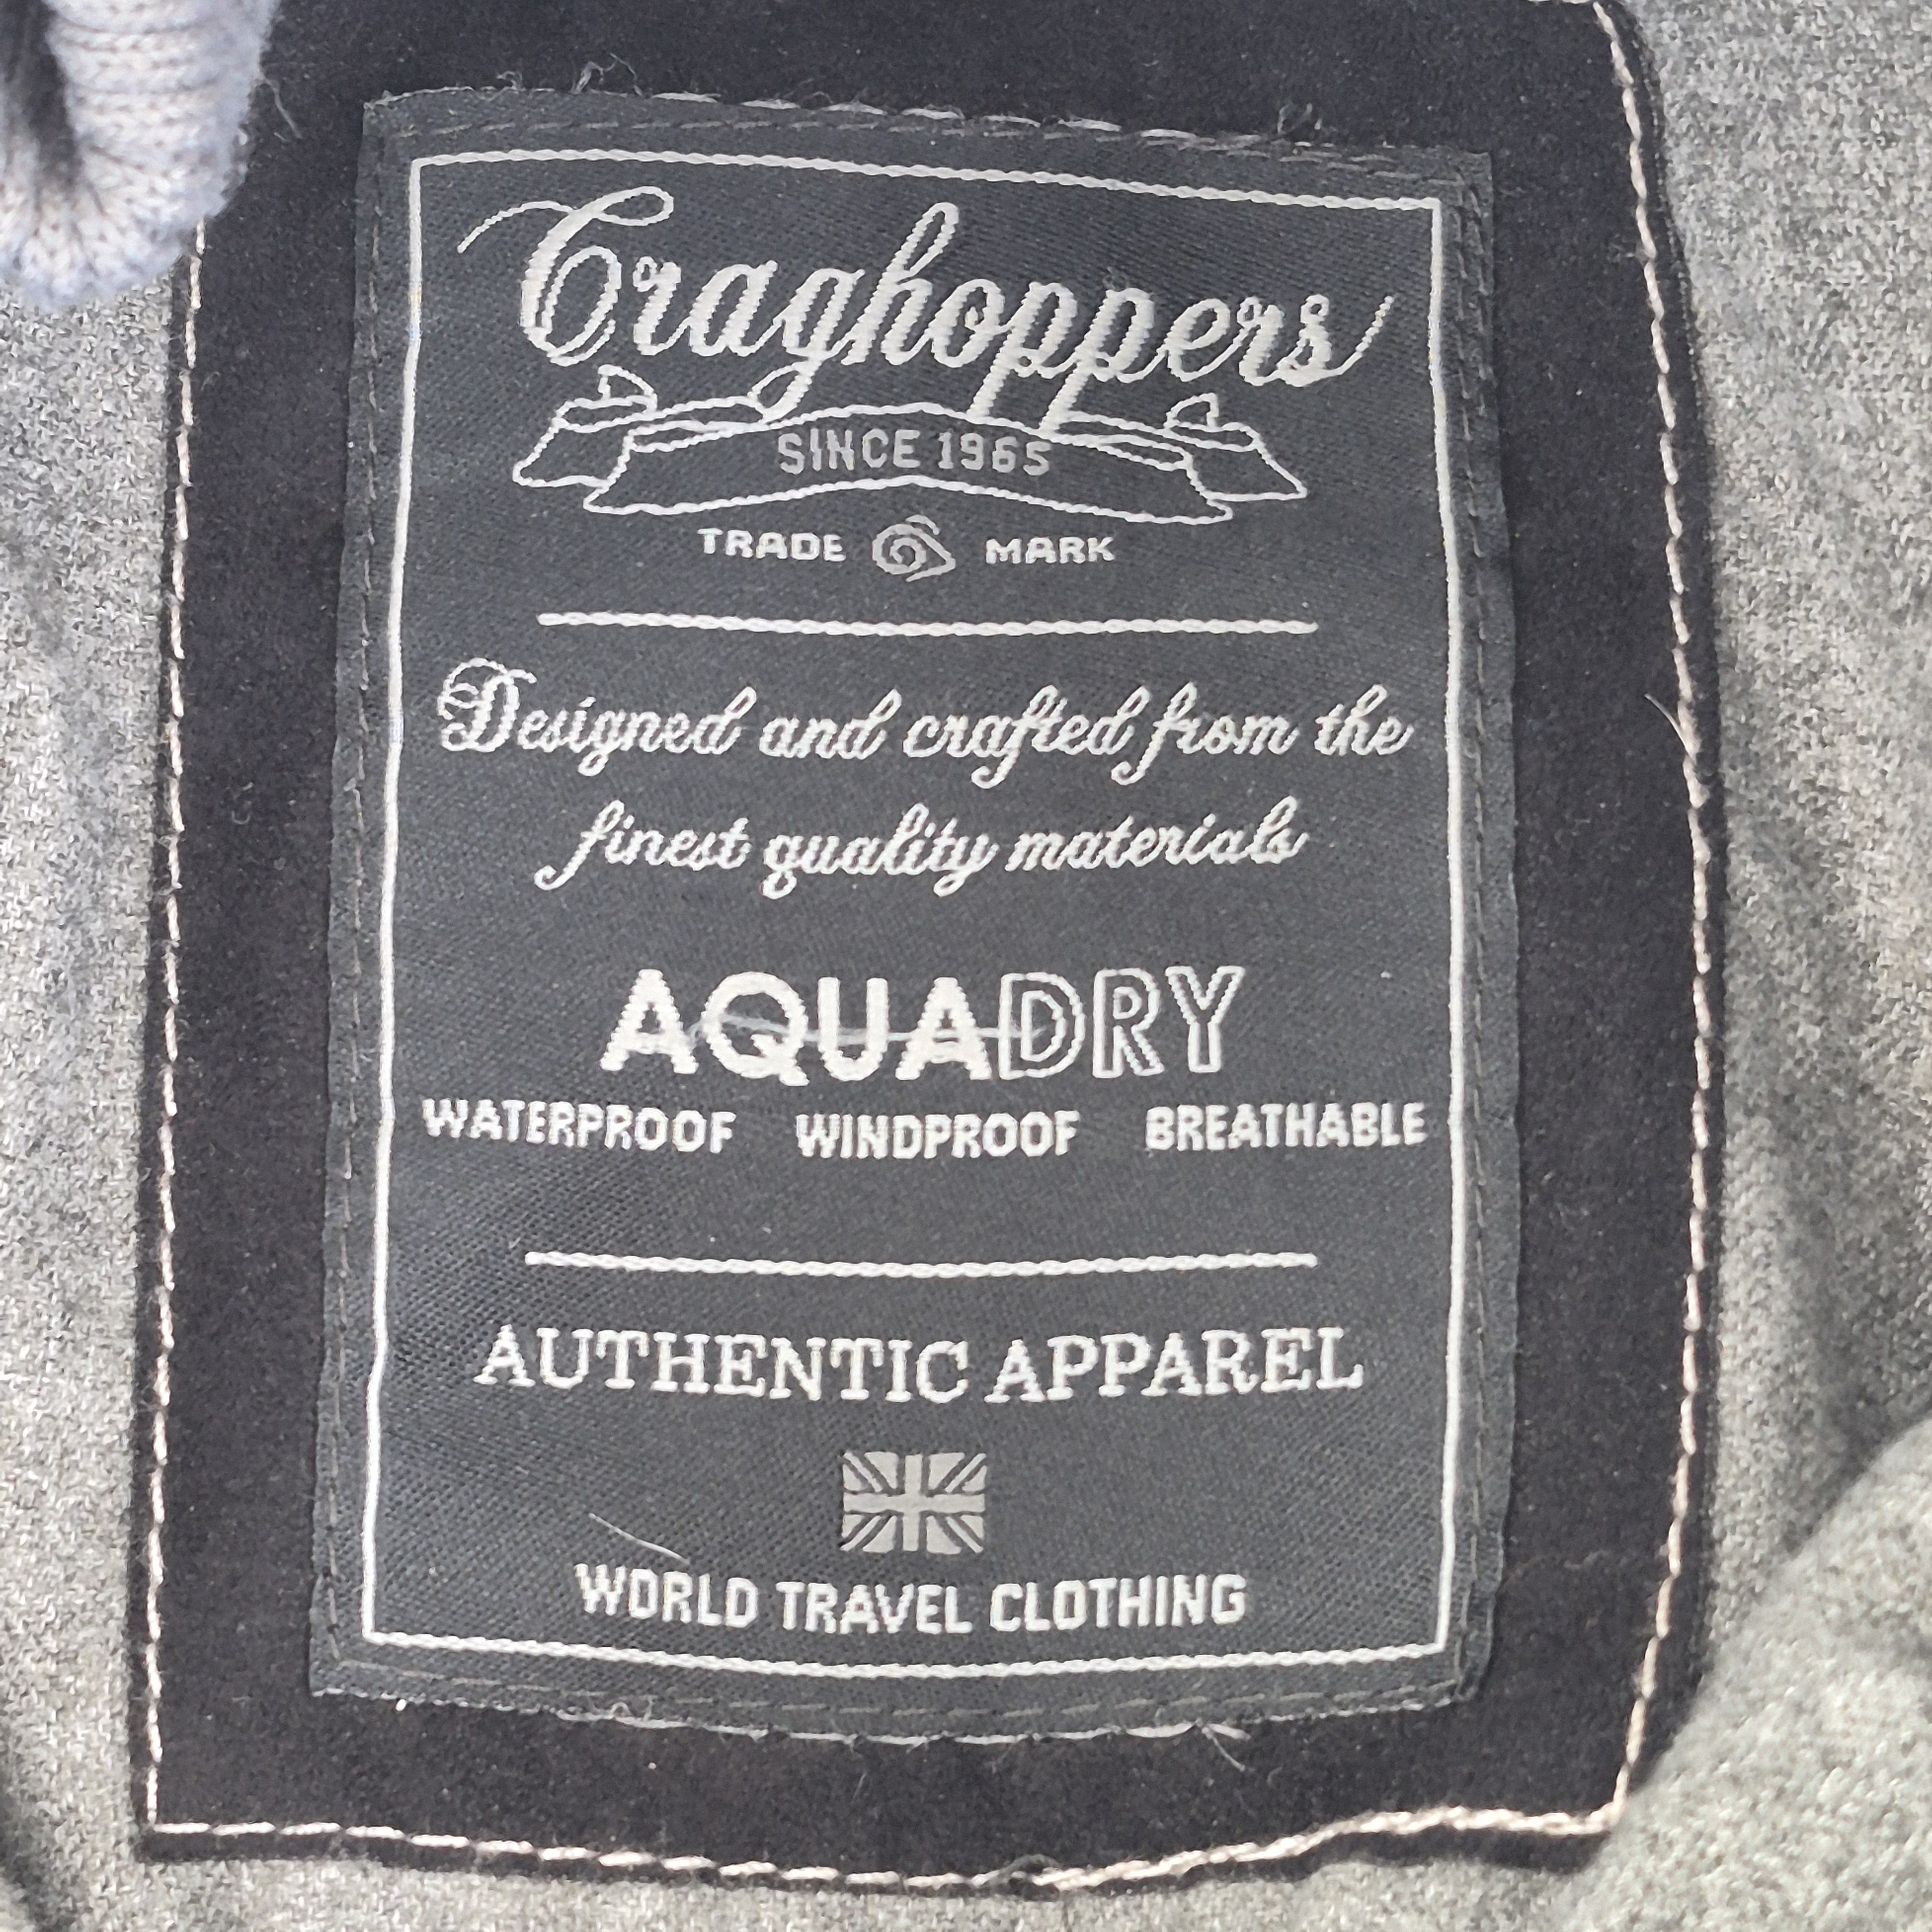 Craghoppers
SINCE 1965
TRADE MARK
Designed and crafted from the
finest quality materials
AQUADRY
WATERPROOF WINDPROOF BREATHABLE
AUTHENTIC APPAREL
WORLD TRAVEL CLOTHING